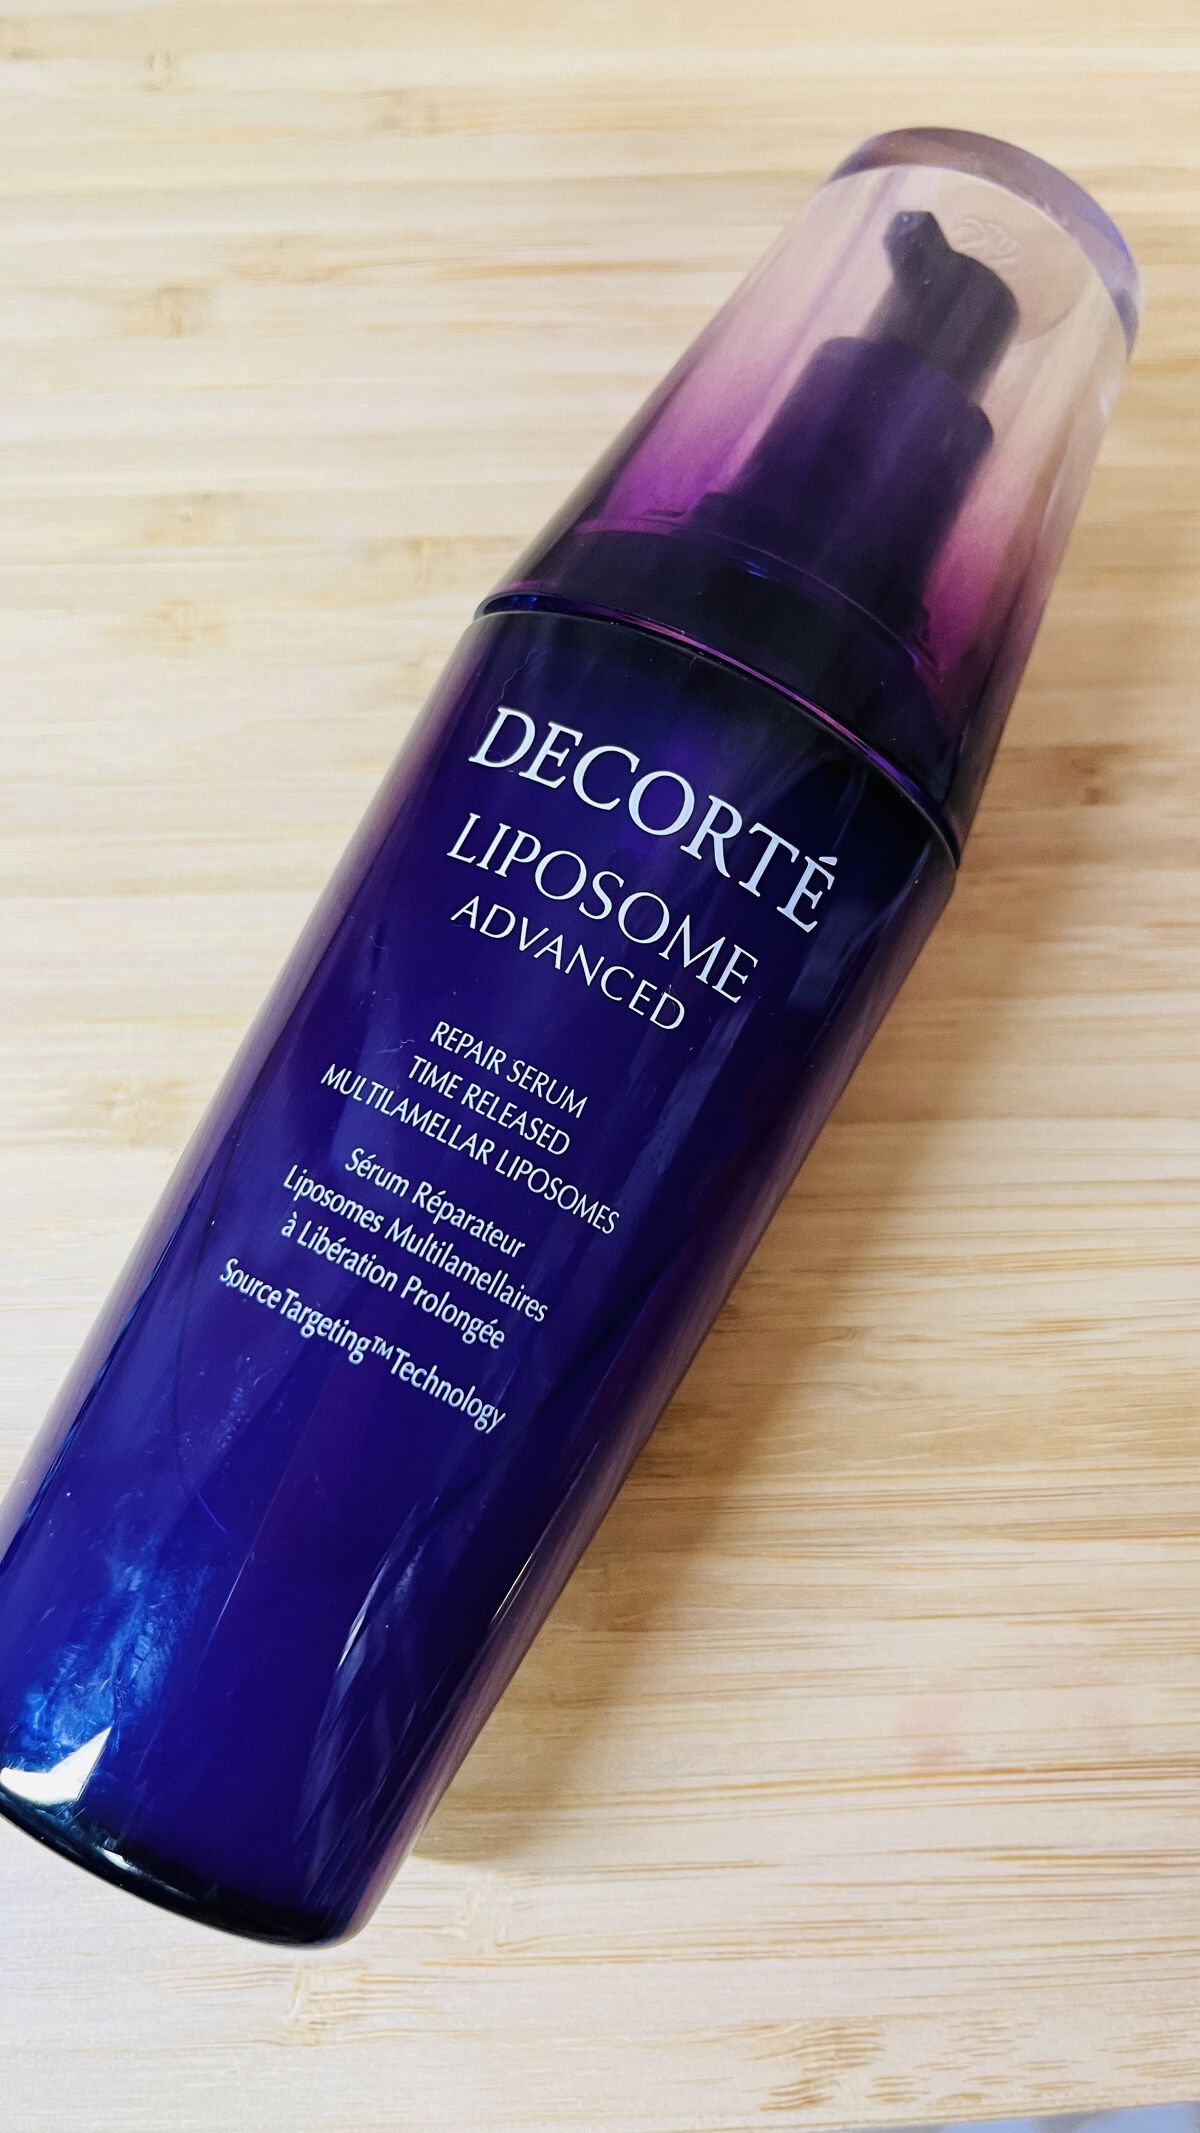 DECORTÉ
LIPOSOME
ADVANCED
REPAIR SERUM
TIME RELEASED
MULTILAMELLAR LIPOSOMES
Sérum Réparateur
Liposomes Multilamellaires
à Libération Prolongée
SourceTargeting™Technology